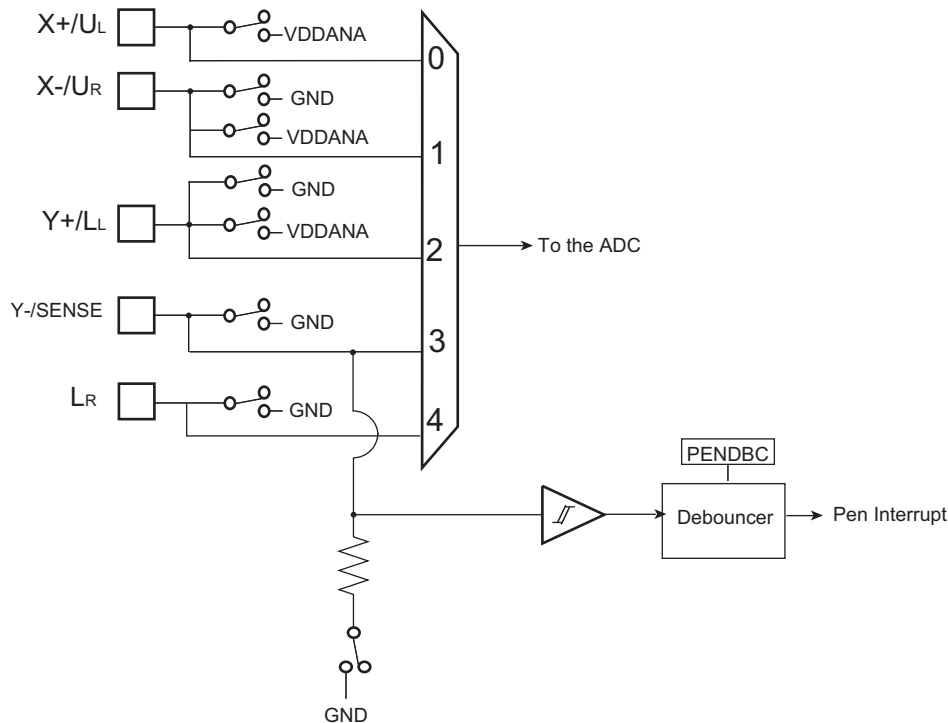 X+/UL
VDDANA
0
X-/UR
GND
VDDANA
1
GND
Y+/LL
VDDANA
2
To the ADC
Y-/SENSE
GND
3
LR
GND
4
PENDBC
Debouncer
Pen Interrupt
GND